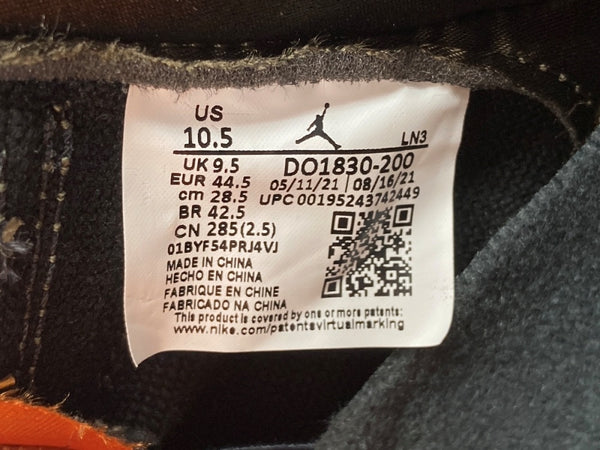 US
10.5
LN3
UK 9.5 DO1830-200
EUR 44.5 05/11/21 | 08/16/21
cm 28.5 UPC 00195243742449
BR 42.5
CN 285(2.5)
01BYF54PRJ4VJ
MADE IN CHINA
HECHO EN CHINA
FABRIQUE EN CHINE
FABRICADO NA CHINA
This product is covered by one or more patents:
www.nike.com/patentsvirtualmarking